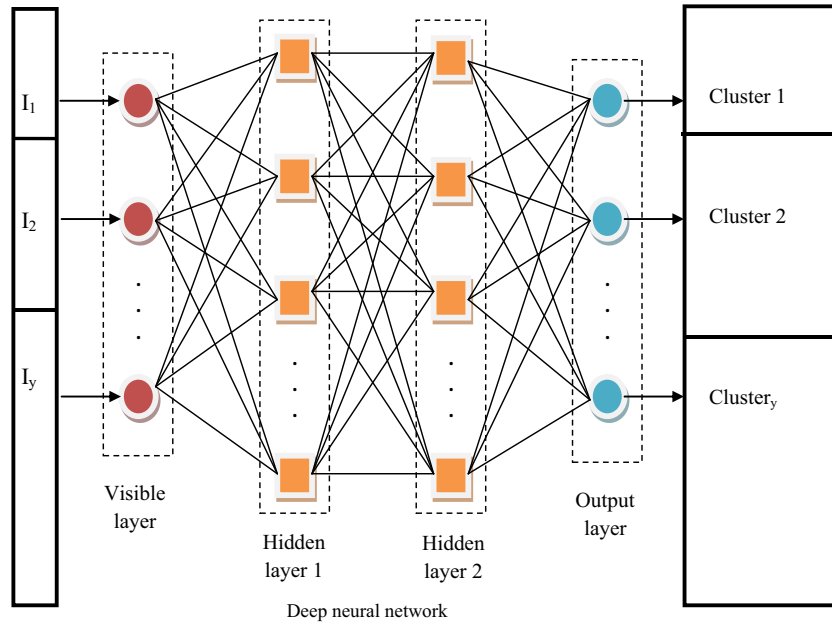 I1
I2
Iy
Visible
layer
Hidden
layer 1
Hidden
layer 2
Output
layer
Cluster 1
Cluster 2
Clustery
Deep neural network